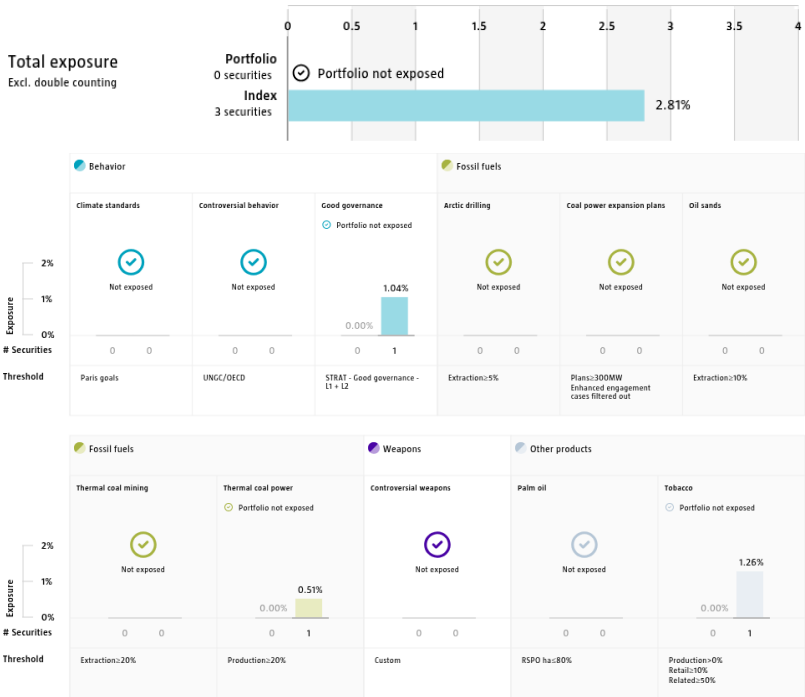 0 0.5 1 1.5 2 2.5 3 3.5 4
Total exposure
Excl. double counting
Portfolio
0 securities
Portfolio not exposed
Index
3 securities
2.81%
Behavior
Fossil fuels
Climate standards
Controversial behavior
Good governance
Arctic drilling
Coal power expansion plans
Oil sands
Portfolio not exposed
Not exposed
Not exposed
Not exposed
Not exposed
Not exposed
Exposure
2%
1%
0%
1.04%
0.00%
# Securities
0 0
0 0
0 1
0 0
0 0
0 0
Threshold
Paris goals
UNGC/OECD
STRAT - Good governance -
L1 + L2
Extraction≥5%
Plans≥300MW
Enhanced engagement
cases filtered out
Extraction≥10%
Fossil fuels
Weapons
Other products
Thermal coal mining
Thermal coal power
Controversial weapons
Palm oil
Tobacco
Portfolio not exposed
Portfolio not exposed
Not exposed
Not exposed
Not exposed
Exposure
2%
1%
0%
0.51%
0.00%
1.26%
0.00%
# Securities
0 0
0 1
0 0
0 0
0 1
Threshold
Extraction≥20%
Production≥20%
Custom
RSPO ha≤80%
Production>0%
Retail≥10%
Related≥50%